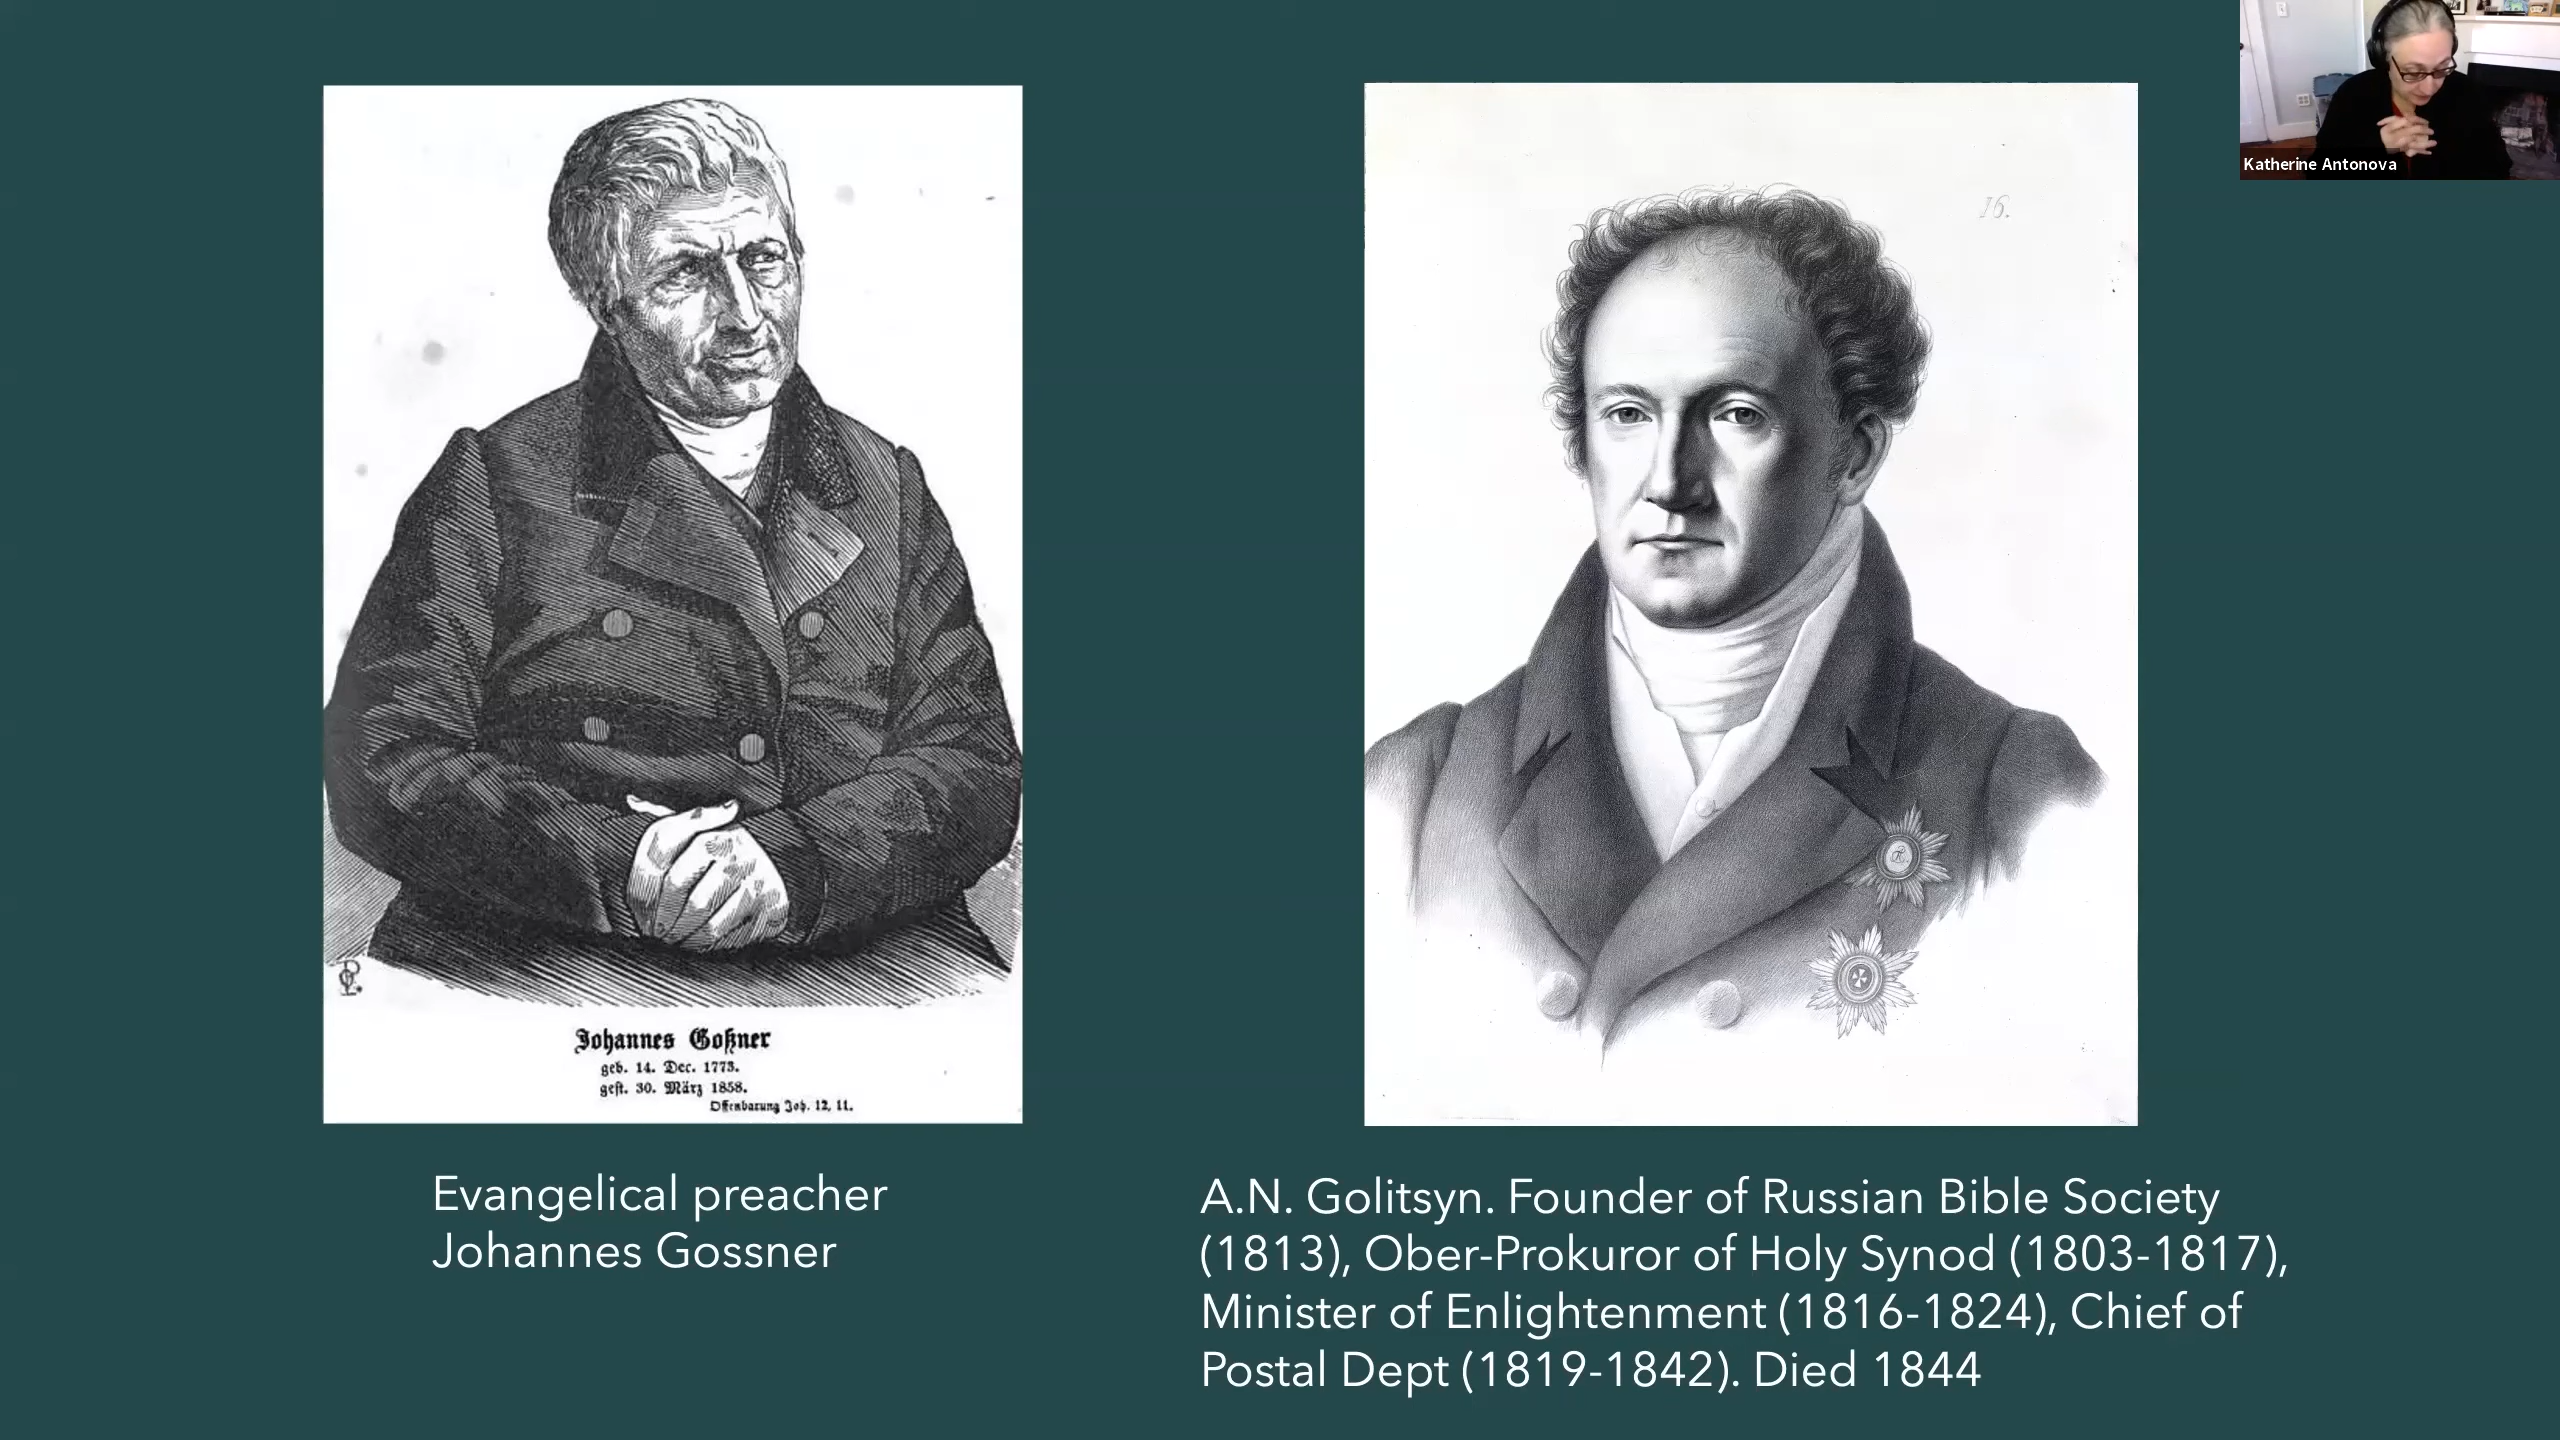 16.
Katherine Antonova
Johannes Goßner
geb. 14. Dec. 1773.
gest. 30. März 1858.
Offenbarung Joh. 12, 11.
Evangelical preacher
Johannes Gossner
A.N. Golitsyn. Founder of Russian Bible Society
(1813), Ober-Prokuror of Holy Synod (1803-1817),
Minister of Enlightenment (1816-1824), Chief of
Postal Dept (1819-1842). Died 1844